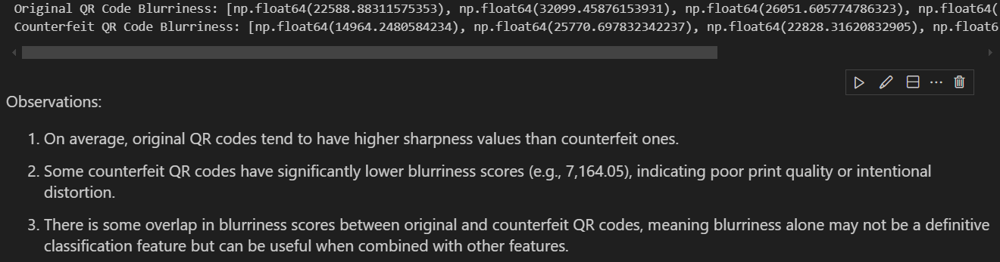 Original QR Code Blurriness: [np.float64(22588.88311575353), np.float64(32099.45876153931), np.float64(26051.605774786323), np.float64(
Counterfeit QR Code Blurriness: [np.float64(14964.2480584234), np.float64(25770.697832342237), np.float64(22828.31620832905), np.float6
Observations:
1. On average, original QR codes tend to have higher sharpness values than counterfeit ones.
2. Some counterfeit QR codes have significantly lower blurriness scores (e.g., 7,164.05), indicating poor print quality or intentional
distortion.
3. There is some overlap in blurriness scores between original and counterfeit QR codes, meaning blurriness alone may not be a definitive
classification feature but can be useful when combined with other features.